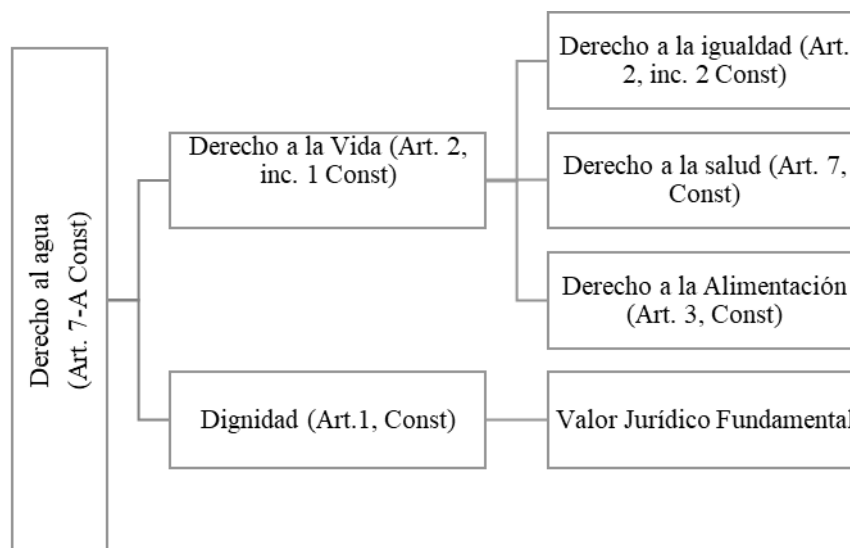 Derecho al agua
(Art. 7-A Const)
Derecho a la Vida (Art. 2,
inc. 1 Const)
Derecho a la igualdad (Art.
2, inc. 2 Const)
Derecho a la salud (Art. 7,
Const)
Derecho a la Alimentación
(Art. 3, Const)
Dignidad (Art.1, Const)
Valor Jurídico Fundamental